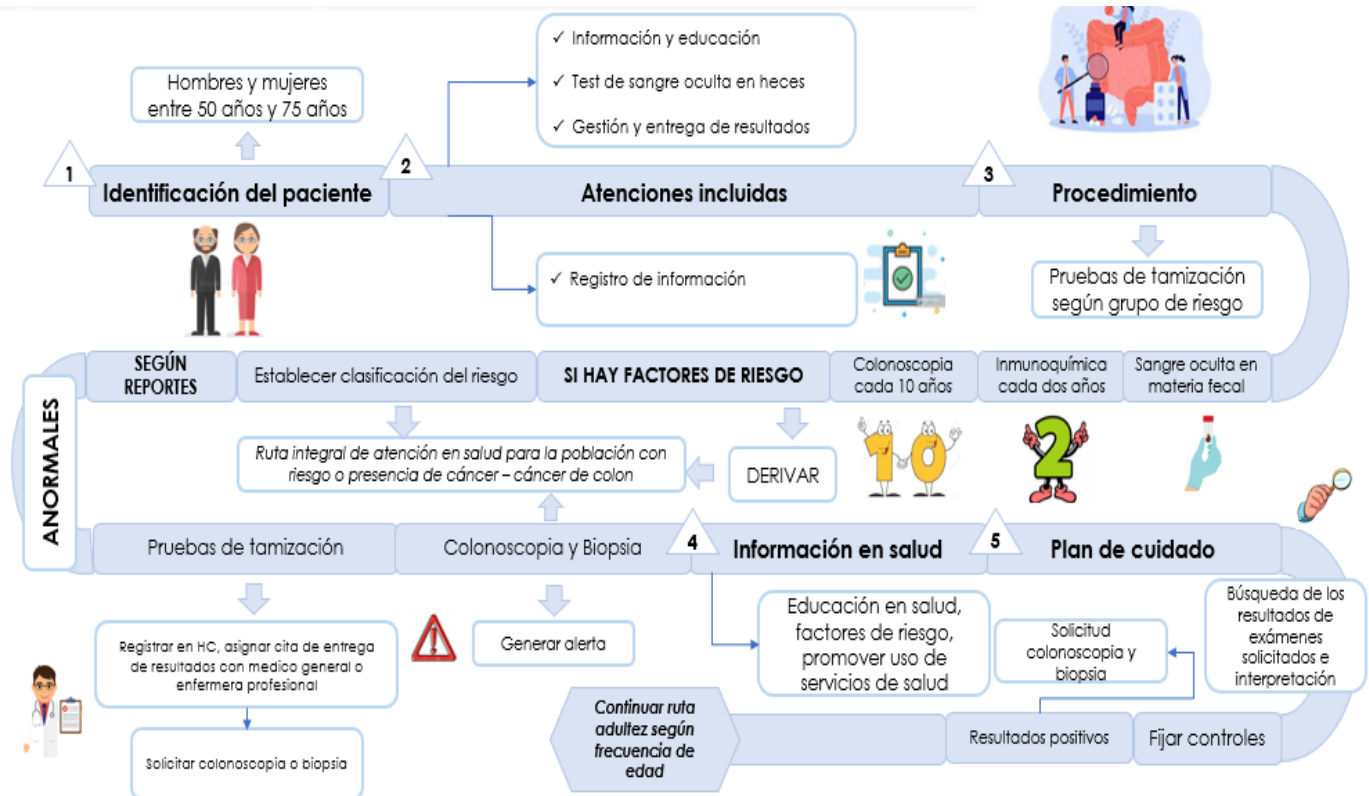 ✓ Información y educación
✓ Test de sangre oculta en heces
✓ Gestión y entrega de resultados
Hombres y mujeres
entre 50 años y 75 años
1
Identificación del paciente
2
Atenciones incluidas
3
Procedimiento
✓ Registro de información
Pruebas de tamización
según grupo de riesgo
SEGÚN
REPORTES
Establecer clasificación del riesgo
SI HAY FACTORES DE RIESGO
Colonoscopia
cada 10 años
Inmunoquímica
cada dos años
Sangre oculta en
materia fecal
10
2
Ruta integral de atención en salud para la población con
riesgo o presencia de cáncer – cáncer de colon
DERIVAR
ANORMALES
Pruebas de tamización
Colonoscopia y Biopsia
4
Información en salud
5
Plan de cuidado
Registrar en HC, asignar cita de entrega
de resultados con medico general o
enfermera profesional
Solicitar colonoscopia o biopsia
Generar alerta
Educación en salud,
factores de riesgo,
promover uso de
servicios de salud
Solicitud
colonoscopia y
biopsia
Búsqueda de los
resultados de
exámenes
solicitados e
interpretación
Continuar ruta
adultez según
frecuencia de
edad
Resultados positivos
Fijar controles